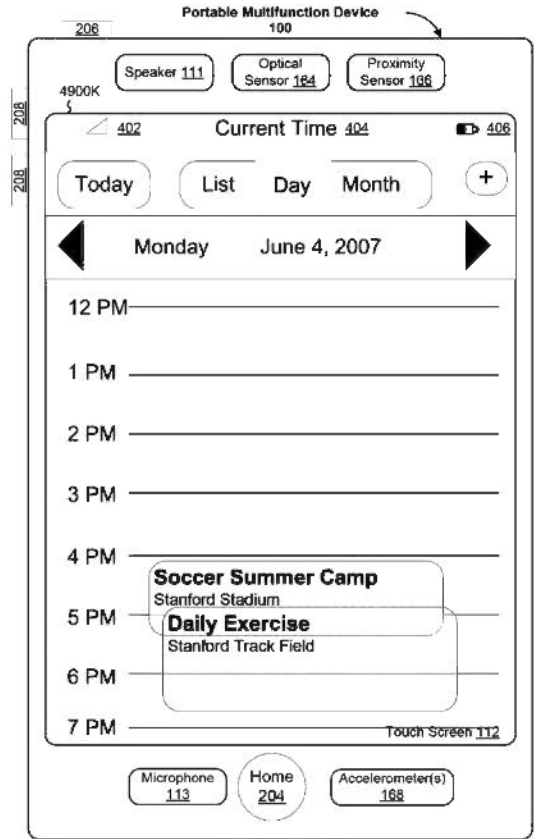 Portable Multifunction Device
100
206
Speaker 111
Optical
Sensor 164
Proximity
Sensor 166
4900K
208
208
402
Current Time 404
406
Today
List
Day
Month
+
Monday
June 4, 2007
12 PM
1 PM
2 PM
3 PM
4 PM
Soccer Summer Camp
Stanford Stadium
5 PM
Daily Exercise
Stanford Track Field
6 PM
7 PM
Touch Screen 112
Microphone
113
Home
204
Accelerometer(s)
168